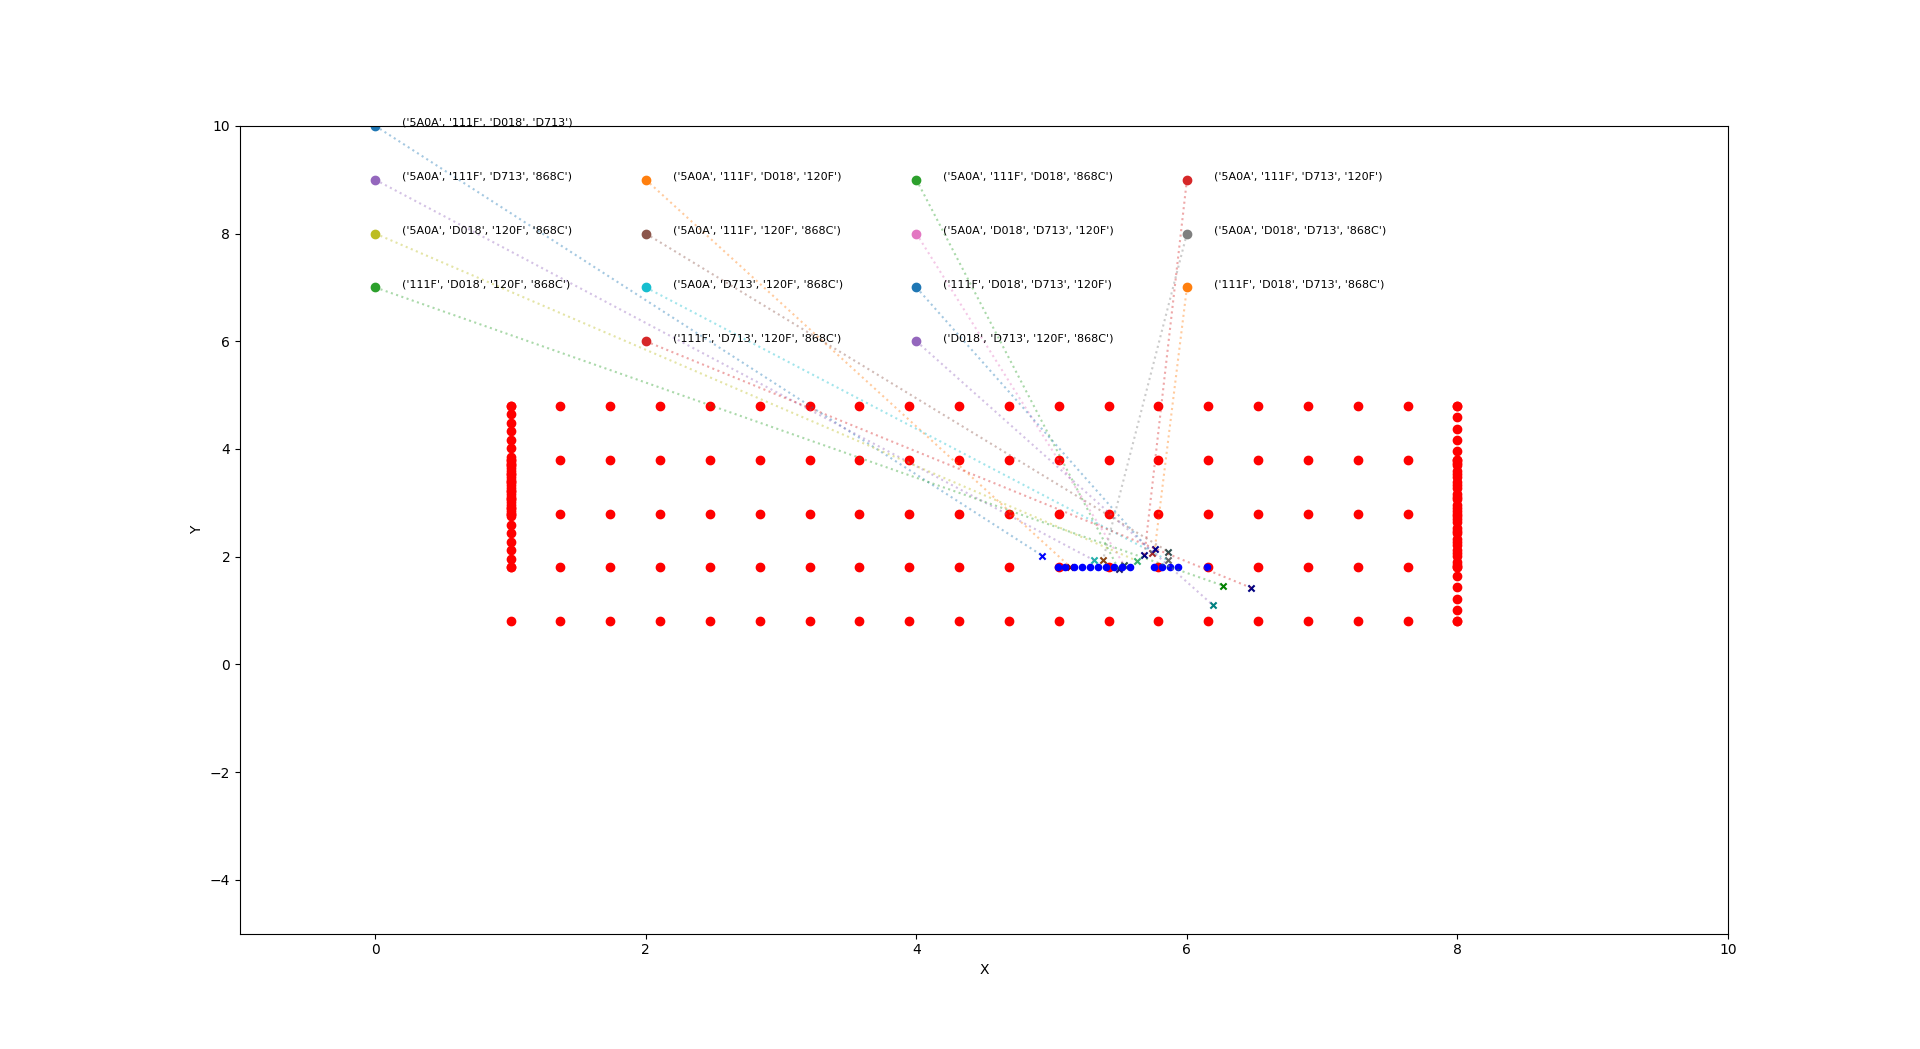 ('5A0A', '111F', 'D018', 'D713')
('5A0A', '111F', 'D713', '868C') ('5A0A', '111F', 'D018', '120F') ('5A0A', '111F', 'D018', '868C') ('5A0A', '111F', 'D713', '120F')
('5A0A', 'D018', '120F', '868C') ('5A0A', '111F', '120F', '868C') ('5A0A', 'D018', 'D713', '120F') ('5A0A', 'D018', 'D713', '868C')
('111F', 'D018', '120F', '868C') ('5A0A', 'D713', '120F', '868C') ('111F', 'D018', 'D713', '120F') ('111F', 'D018', 'D713', '868C')
('111F', 'D713', '120F', '868C') ('D018', 'D713', '120F', '868C')
10
8
6
4
2
0
−2
−4
Y
0 2 4 6 8 10
X